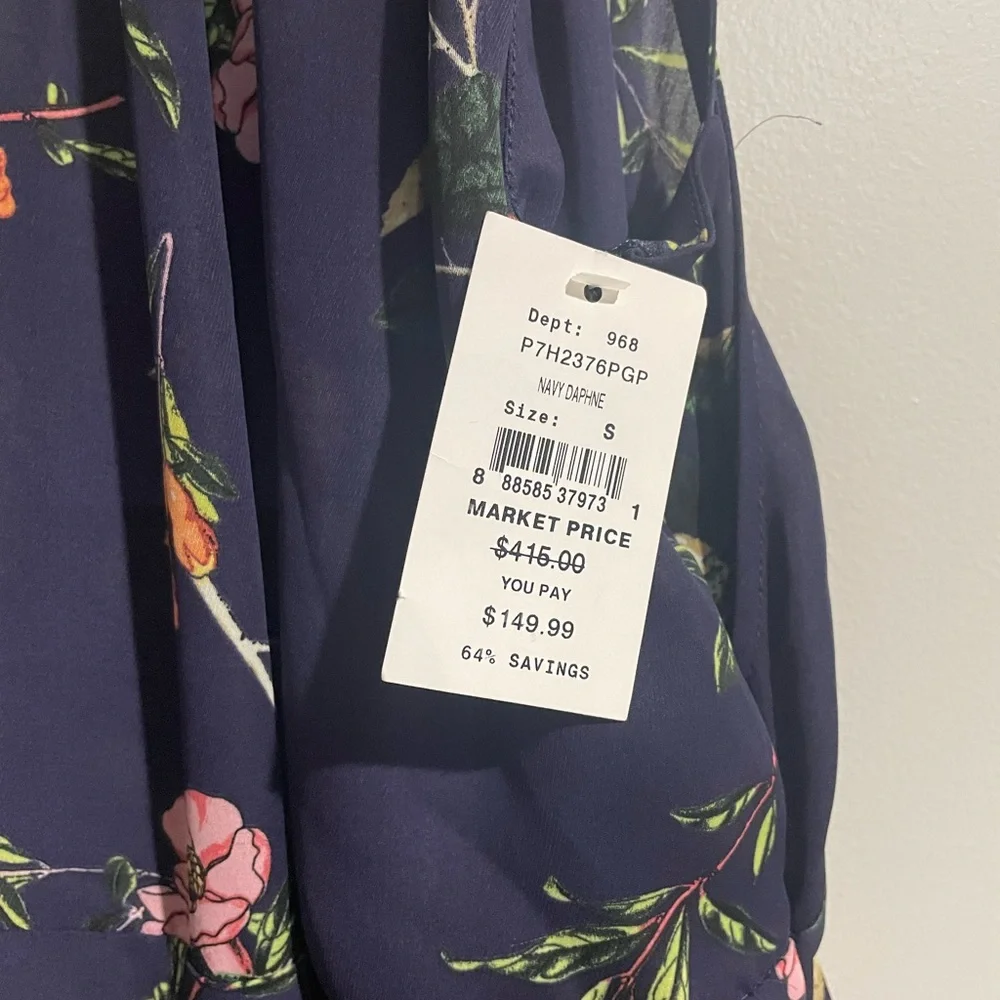 Dept: 968
P7H2376PGP
NAVY DAPHNE
Size: S
8 88585 37973 1
MARKET PRICE
$415.00
YOU PAY
$149.99
64% SAVINGS